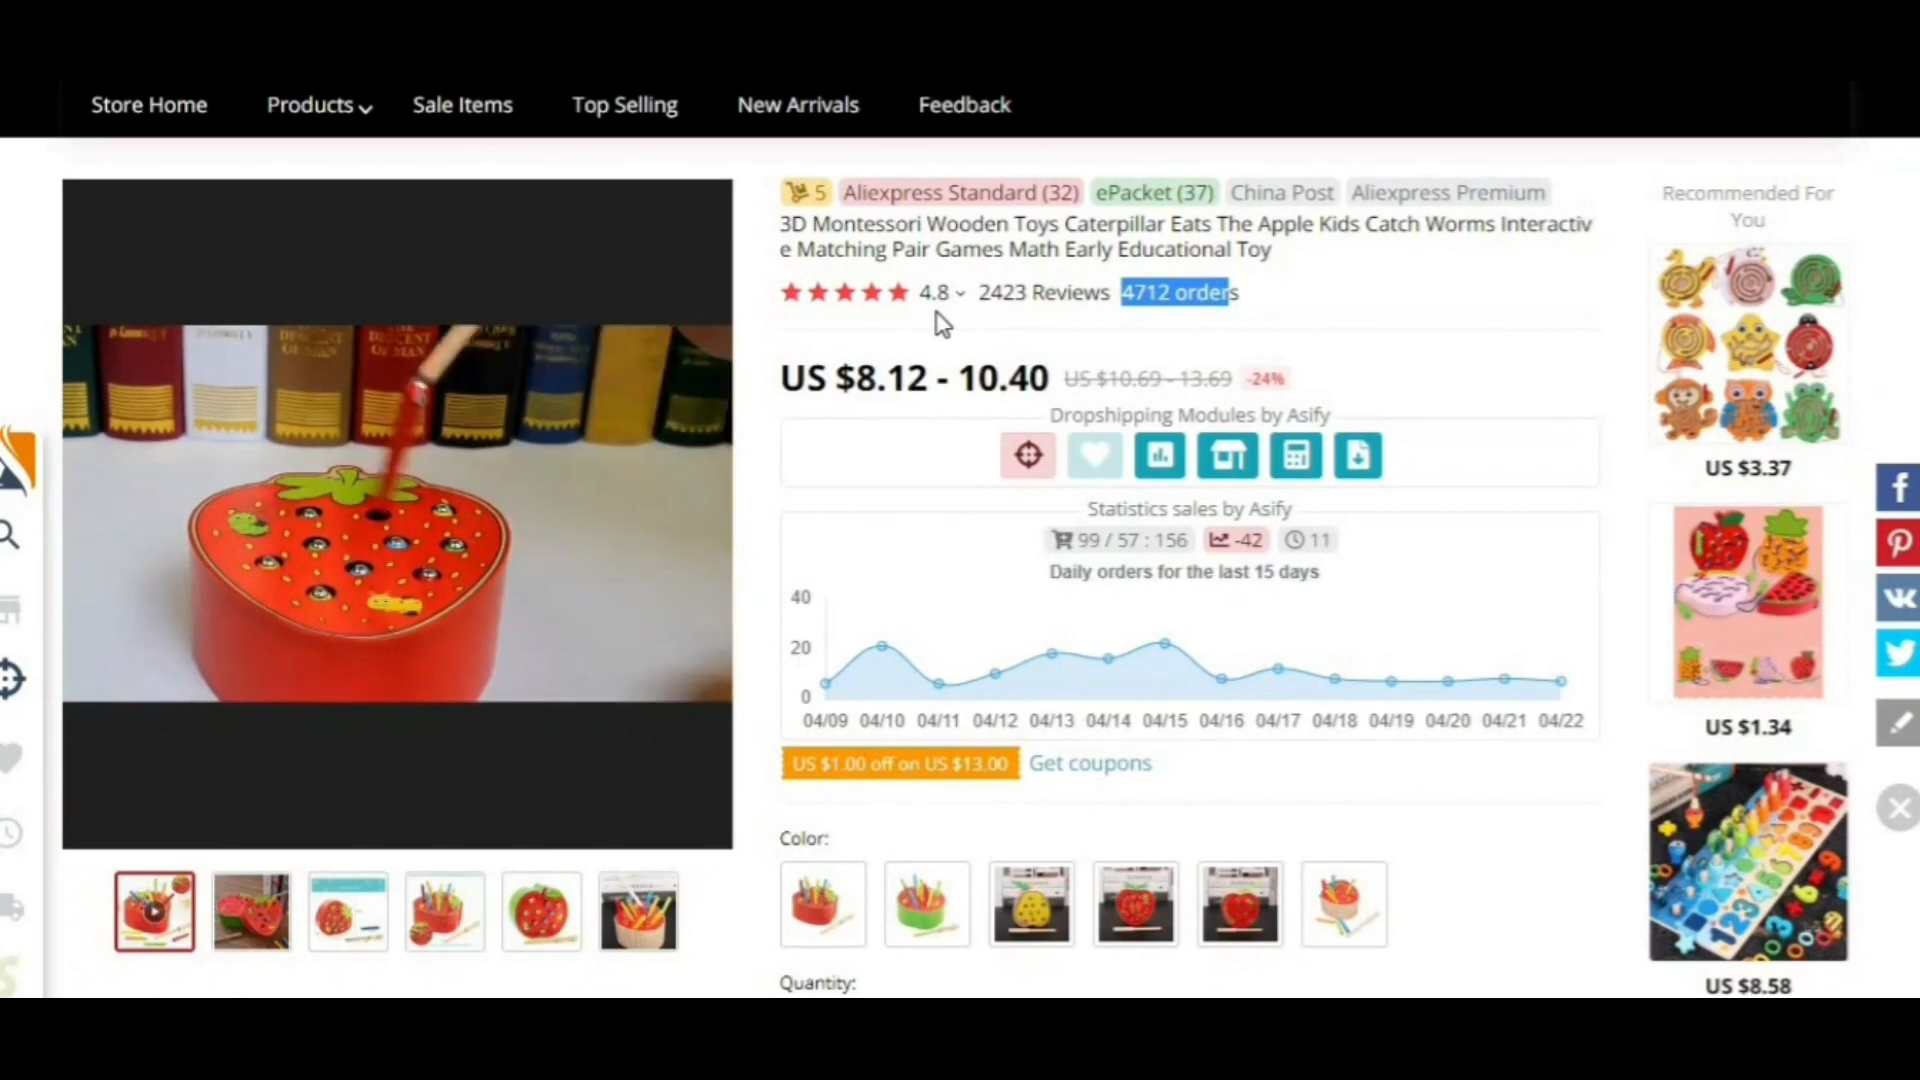 Store Home Products Sale Items Top Selling New Arrivals Feedback
5 Aliexpress Standard (32) ePacket (37) China Post Aliexpress Premium
3D Montessori Wooden Toys Caterpillar Eats The Apple Kids Catch Worms Interactiv
e Matching Pair Games Math Early Educational Toy
4.8 2423 Reviews 4712 orders
US $8.12 - 10.40 US $10.69 - 13.69 -24%
Dropshipping Modules by Asify
Statistics sales by Asify
99 / 57 : 156 -42 11
Daily orders for the last 15 days
40
20
0
04/09 04/10 04/11 04/12 04/13 04/14 04/15 04/16 04/17 04/18 04/19 04/20 04/21 04/22
US $1.00 off on US $13.00 Get coupons
Color:
Quantity:
DESCENT
OF MAN
DESCENT
OF MAN
Recommended For
You
US $3.37
US $1.34
US $8.58